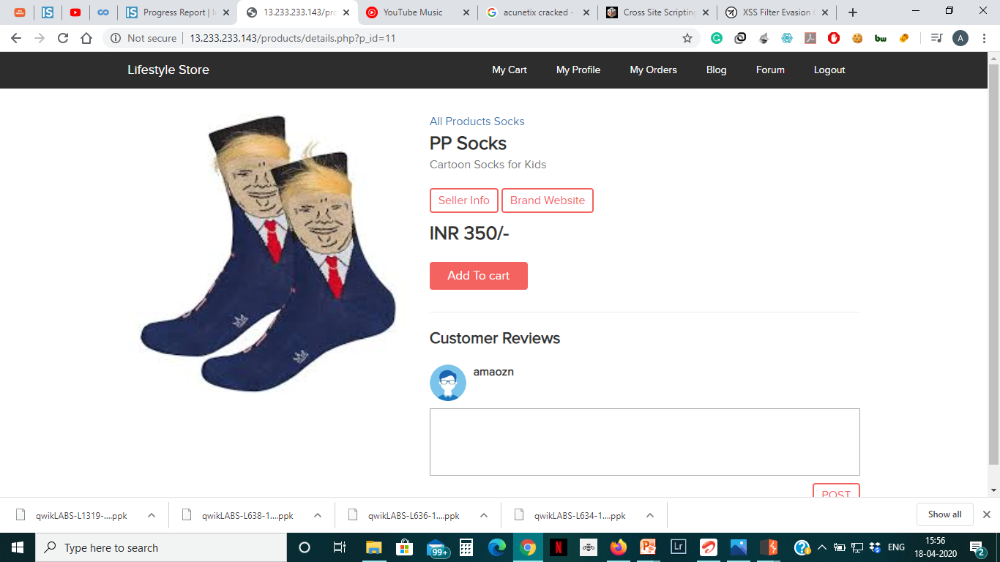 Progress Report | I
13.233.233.143/pro
YouTube Music
acunetix cracked -
Cross Site Scripting
XSS Filter Evasion C
Not secure
13.233.233.143/products/details.php?p_id=11
bw
A
Lifestyle Store
My Cart
My Profile
My Orders
Blog
Forum
Logout
All Products Socks
PP Socks
Cartoon Socks for Kids
Seller Info
Brand Website
INR 350/-
Add To cart
Customer Reviews
amaozn
POST
qwikLABS-L1319-....ppk
qwikLABS-L638-1....ppk
qwikLABS-L636-1....ppk
qwikLABS-L634-1....ppk
Show all
Type here to search
99+
N
Lr
ENG
15:56
18-04-2020
2